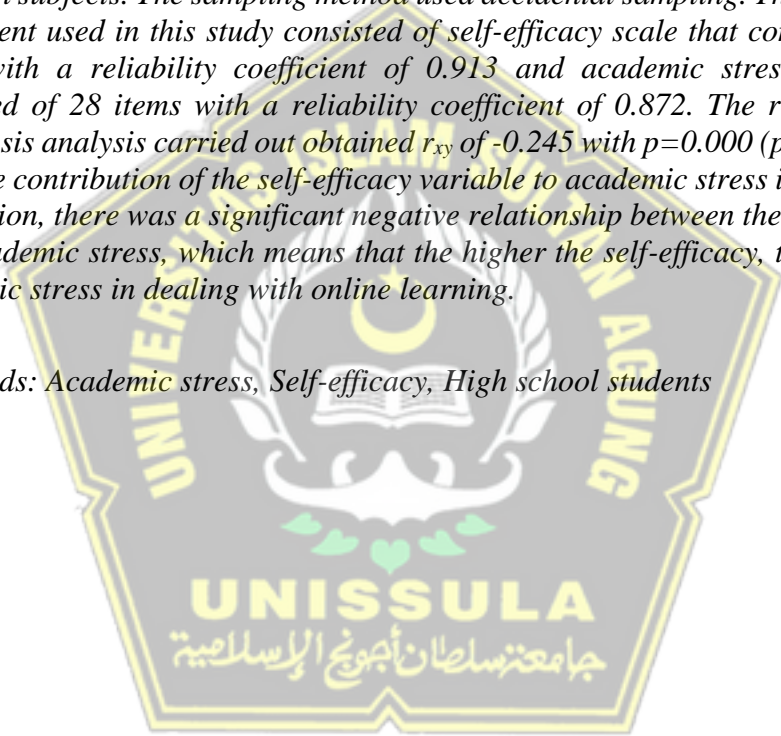 subjects. The sampling method used accidental sampling. Th
ent used in this study consisted of self-efficacy scale that co
with a reliability coefficient of 0.913 and academic stres
ed of 28 items with a reliability coefficient of 0.872. The r
sis analysis carried out obtained rxy of -0.245 with p=0.000 (p
e contribution of the self-efficacy variable to academic stress i
ion, there was a significant negative relationship between the
ademic stress, which means that the higher the self-efficacy, t
ic stress in dealing with online learning.
ds: Academic stress, Self-efficacy, High school students
UNIVERSITAS ISLAM SULTAN AGUNG
UNISSULA
جامعة سلطان أجونج الإسلامية